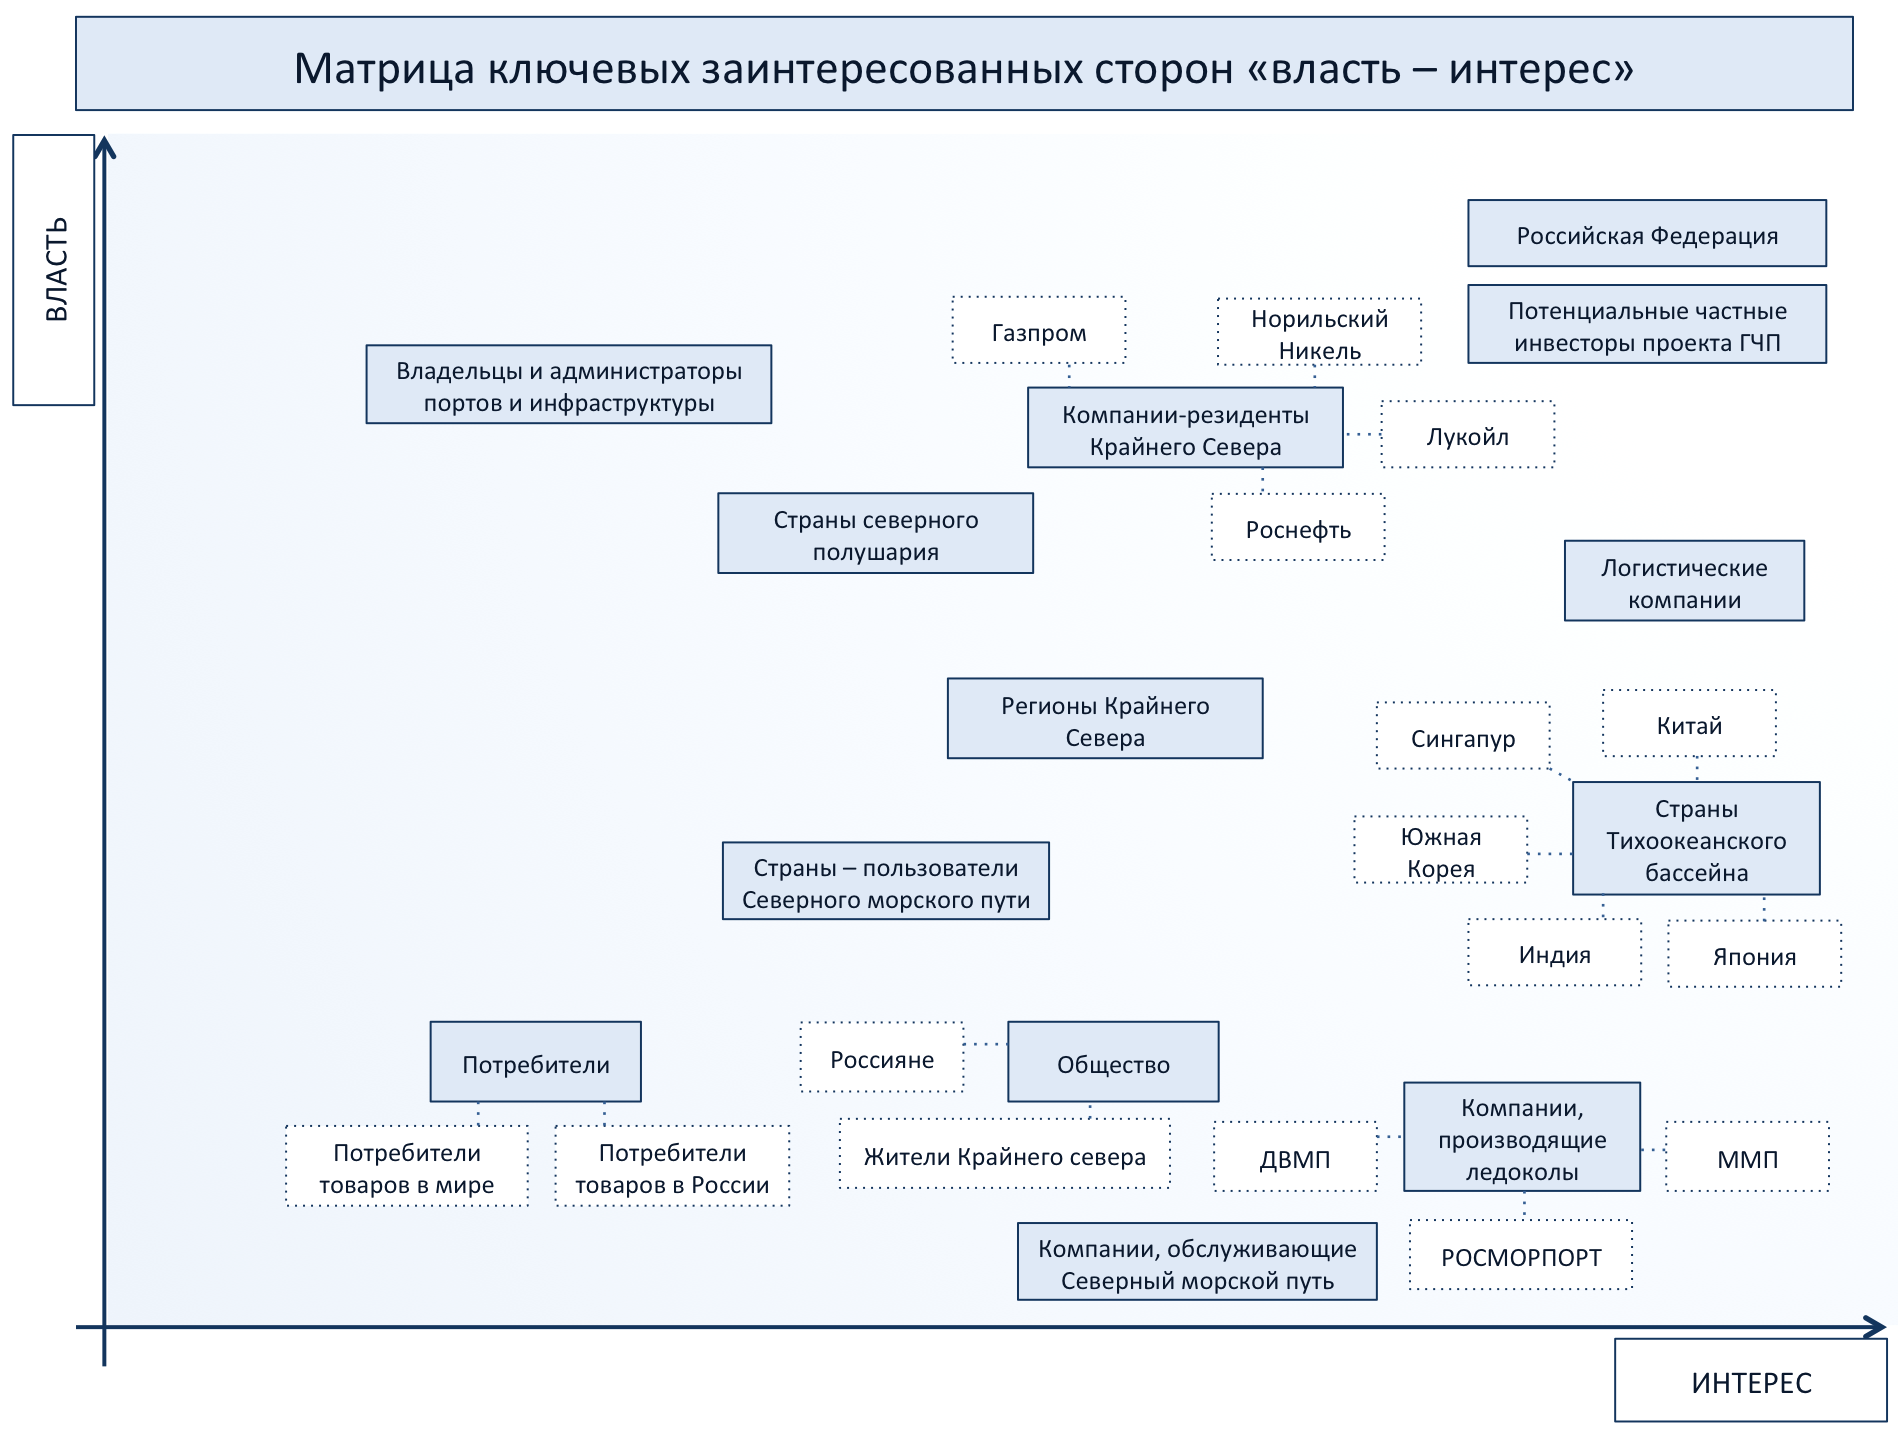 Матрица ключевых заинтересованных сторон «власть – интерес»
ВЛАСТЬ
Российская Федерация
Потенциальные частные
инвесторы проекта ГЧП
Газпром
Норильский
Никель
Владельцы и администраторы
портов и инфраструктуры
Компании-резиденты
Крайнего Севера
Лукойл
Роснефть
Страны северного
полушария
Логистические
компании
Регионы Крайнего
Севера
Сингапур
Китай
Страны
Тихоокеанского
бассейна
Южная
Корея
Индия
Япония
Страны – пользователи
Северного морского пути
Потребители
Потребители
товаров в мире
Потребители
товаров в России
Россияне
Общество
Жители Крайнего севера
ДВМП
Компании,
производящие
ледоколы
ММП
РОСМОРПОРТ
Компании, обслуживающие
Северный морской путь
ИНТЕРЕС